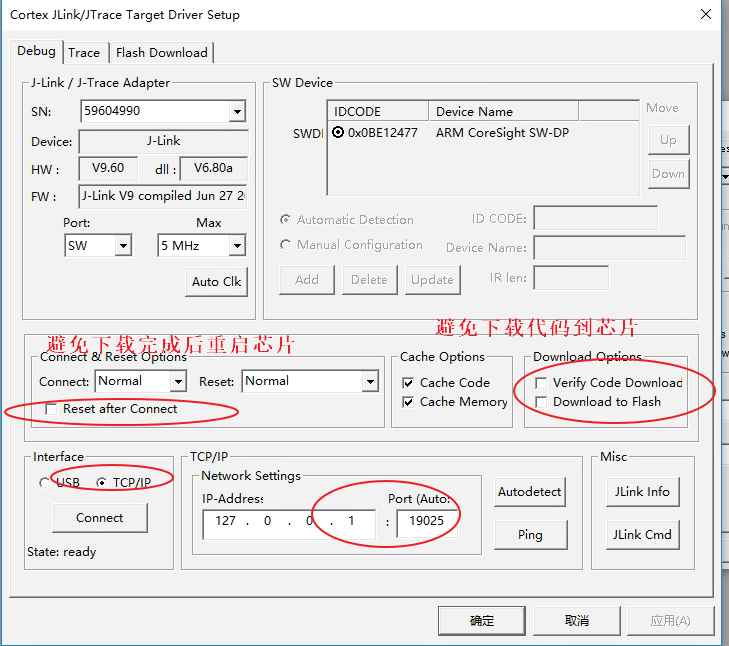 Cortex JLink/JTrace Target Driver Setup
Debug
Trace
Flash Download
J-Link / J-Trace Adapter
SN:
59604990
Device:
J-Link
HW :
V9.60
dll :
V6.80a
FW :
J-Link V9 compiled Jun 27 2
Port:
Max
SW
5 MHz
Auto Clk
SW Device
IDCODE
Device Name
SWDI
0x0BE12477
ARM CoreSight SW-DP
Move
Up
Down
Automatic Detection
Manual Configuration
ID CODE:
Device Name:
Add
Delete
Update
IR len:
避免下载完成后重启芯片
避免下载代码到芯片
Connect & Reset Options
Connect:
Normal
Reset:
Normal
Reset after Connect
Cache Options
Cache Code
Cache Memory
Download Options
Verify Code Download
Download to Flash
Interface
USB
TCP/IP
Connect
State: ready
TCP/IP
Network Settings
IP-Address
Port (Auto:
127 . 0 . 0 . 1
:
19025
Autodetect
Ping
Misc
JLink Info
JLink Cmd
确定
取消
应用(A)